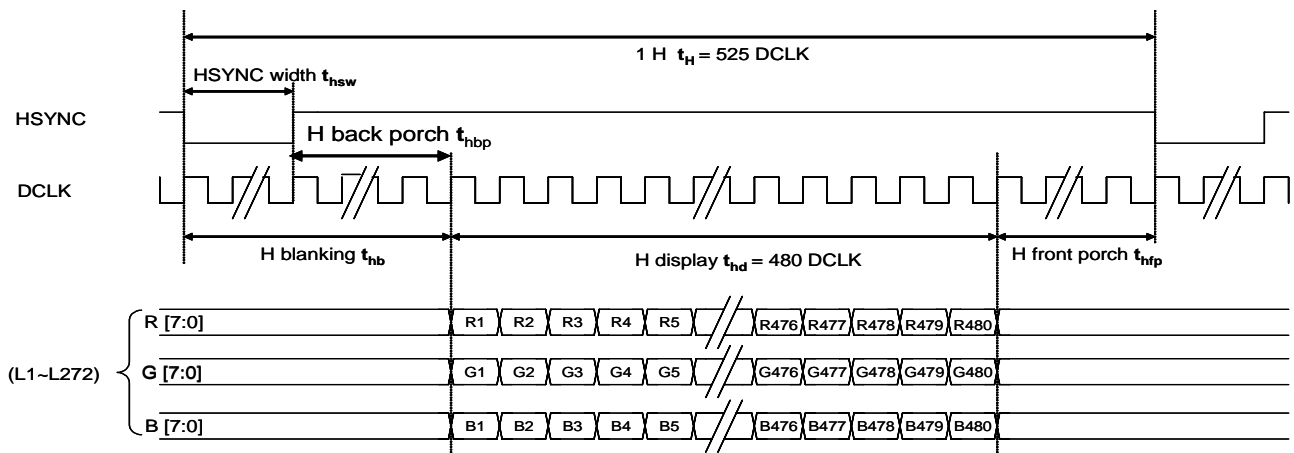 1 H tH = 525 DCLK
HSYNC width thsw
HSYNC
H back porch thbp
DCLK
H blanking thb
H display thd = 480 DCLK
H front porch thfp
R [7:0]
R1 R2 R3 R4 R5 R476 R477 R478 R479 R480
(L1~L272)
G [7:0]
G1 G2 G3 G4 G5 G476 G477 G478 G479 G480
B [7:0]
B1 B2 B3 B4 B5 B476 B477 B478 B479 B480